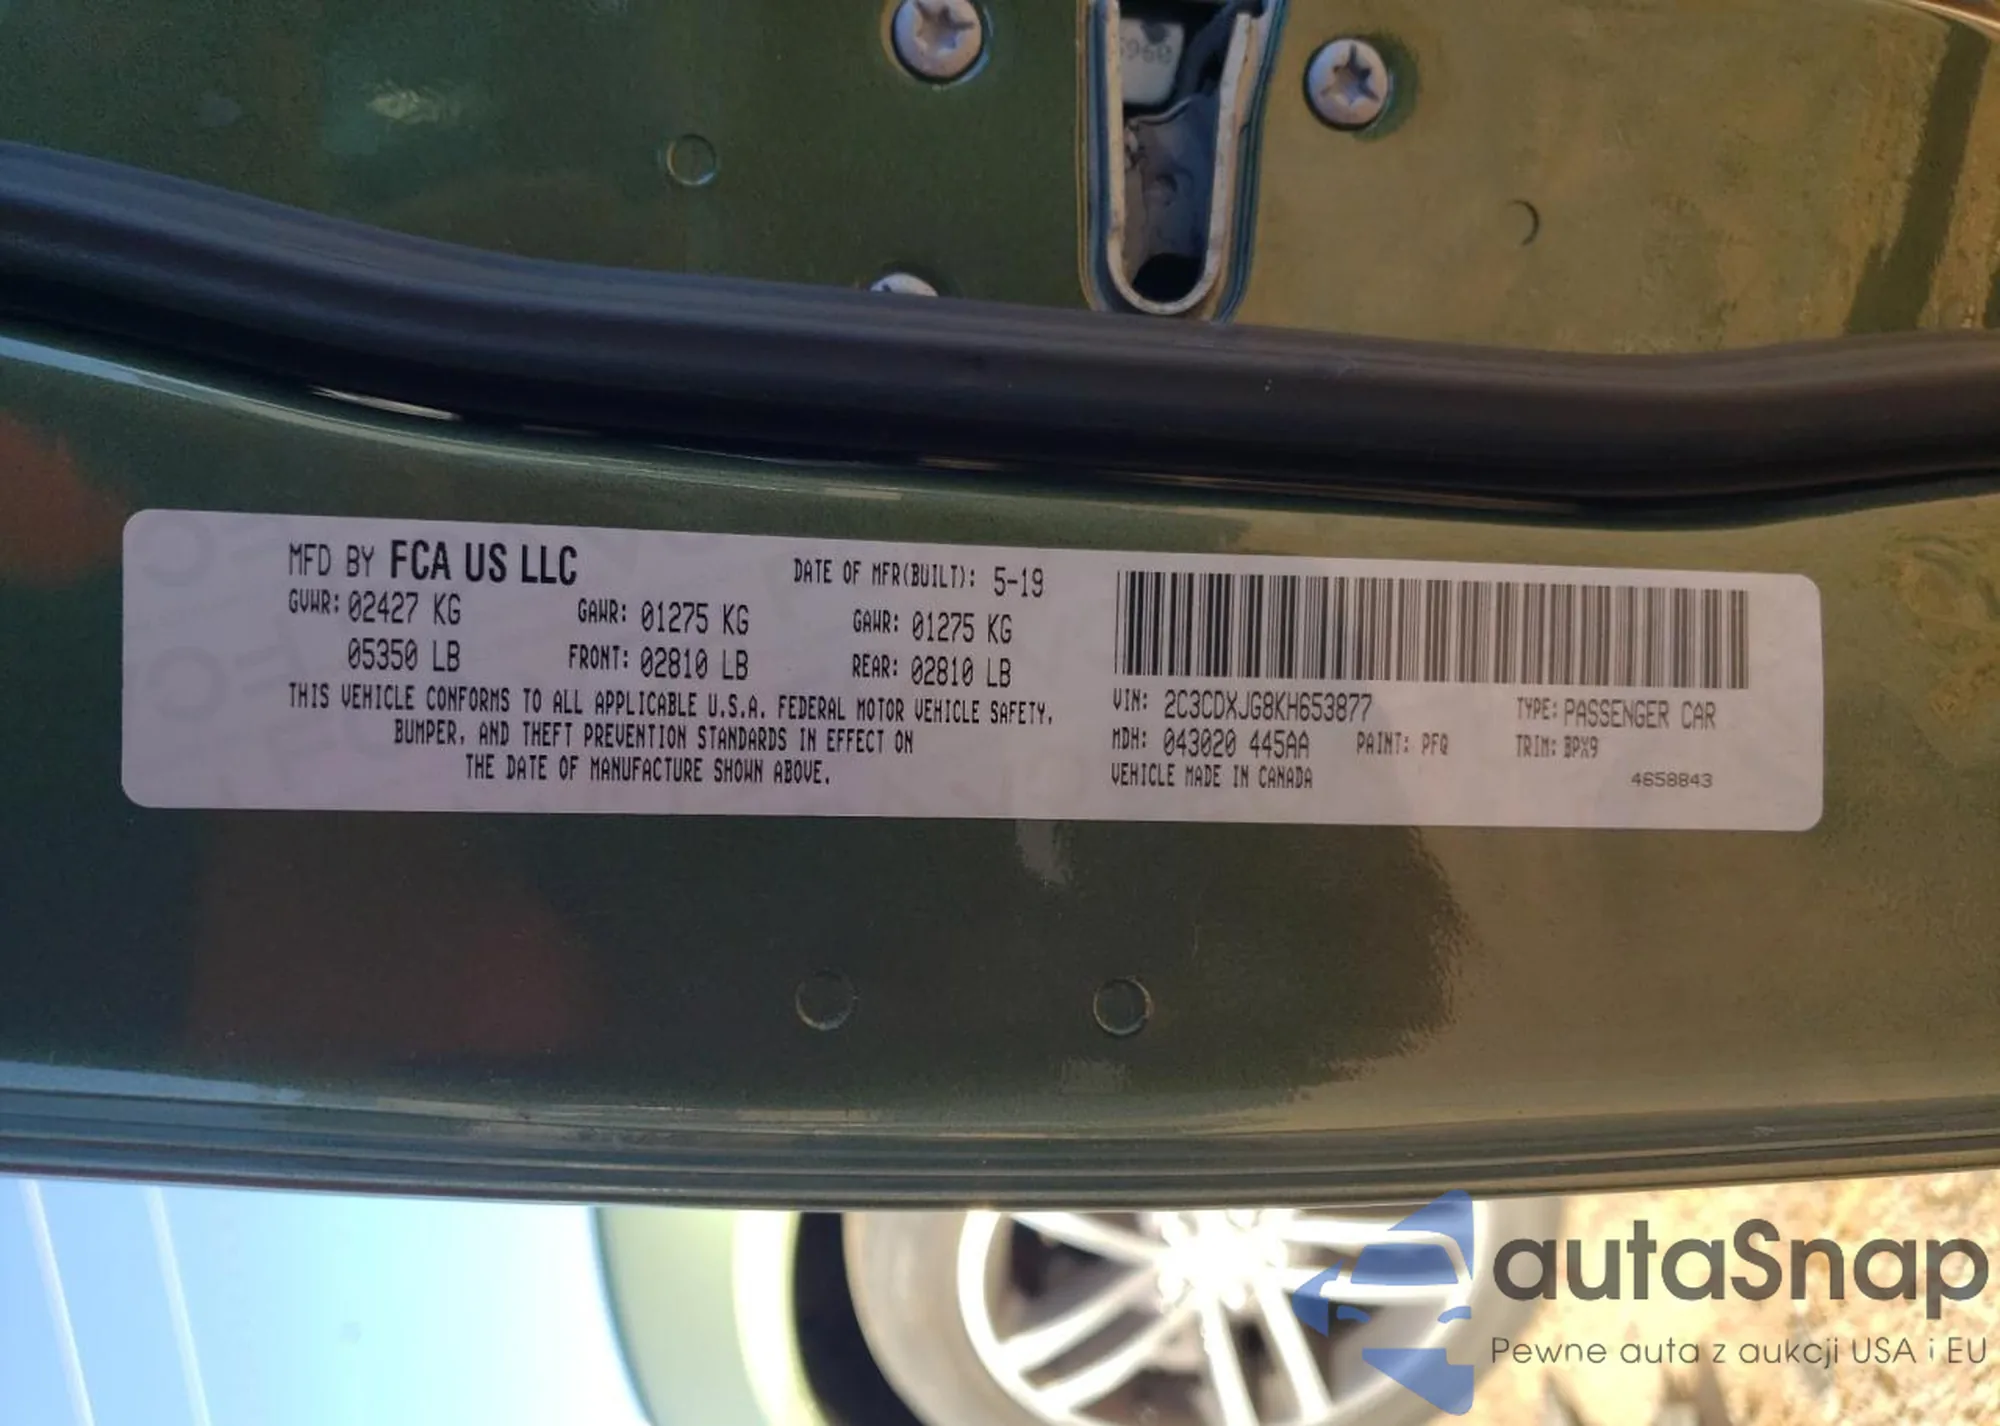 MFD BY FCA US LLC
DATE OF MFR(BUILT): 5-19
GVWR: 02427 KG GAWR: 01275 KG GAWR: 01275 KG
05350 LB FRONT: 02810 LB REAR: 02810 LB
THIS VEHICLE CONFORMS TO ALL APPLICABLE U.S.A. FEDERAL MOTOR VEHICLE SAFETY,
BUMPER, AND THEFT PREVENTION STANDARDS IN EFFECT ON
THE DATE OF MANUFACTURE SHOWN ABOVE.
VIN: 2C3CDXJG8KH653877 TYPE: PASSENGER CAR
MDH: 043020 445AA PAINT: PFQ TRIM: BPX9
VEHICLE MADE IN CANADA 4658843
autaSnap
Pewne auta z aukcji USA i EU